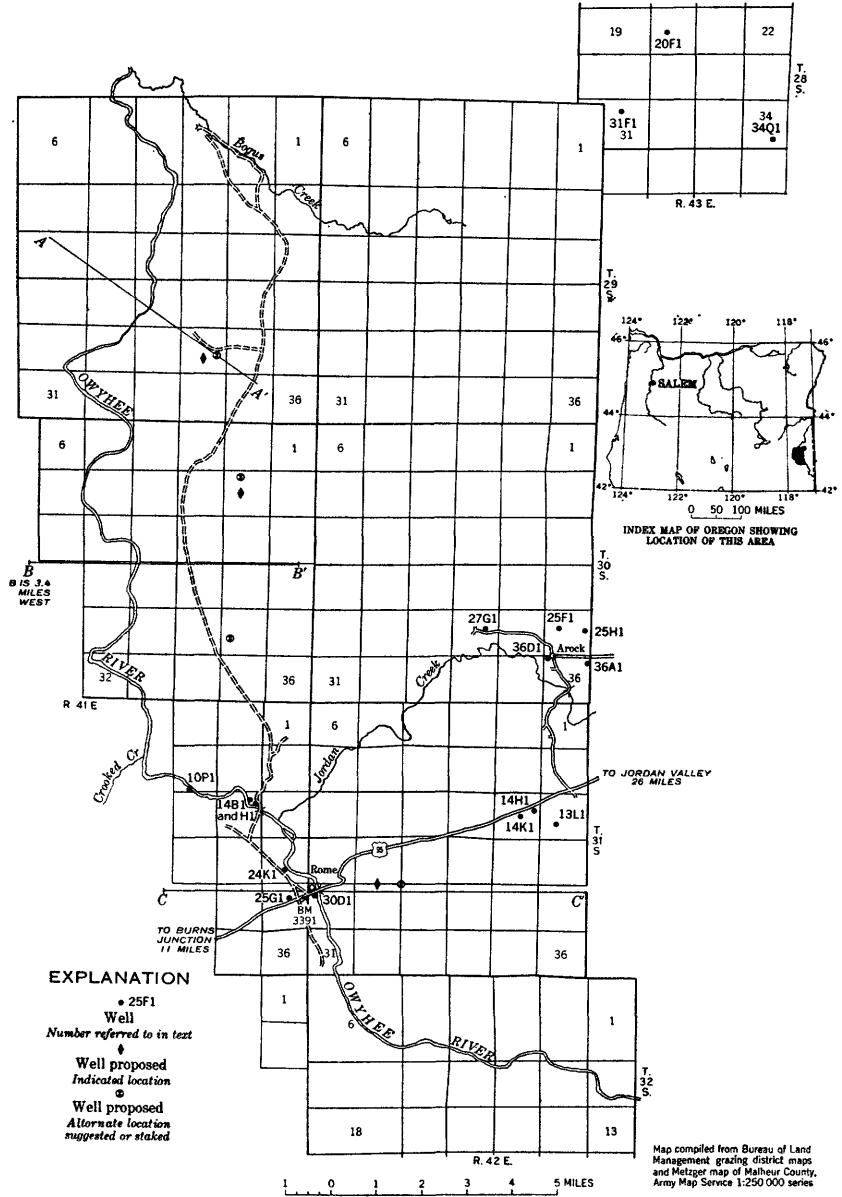 19
22
20F1
T.
28
S.
31F1
31
34
34Q1
R. 43 E.
6
1
6
1
Bogus
Creek
A
T.
29
S.
124°
122°
120°
118°
46°
46°
SALEM
44°
44°
42°
42°
124°
122°
120°
118°
0 50 100 MILES
INDEX MAP OF OREGON SHOWING
LOCATION OF THIS AREA
OWYHEE
31
A'
36
31
36
6
1
6
1
B
B'
B IS 3.4
MILES
WEST
T.
30
S.
27G1
25F1
25H1
36D1
Arock
36A1
RIVER
32
36
31
Creek
36
R 41 E
1
6
1
Jordan
Crooked Cr
10P1
TO JORDAN VALLEY
26 MILES
14B1
and H1
14H1
14K1
13L1
T.
31
S
95
24K1
Rome
C
C'
25G1
30D1
BM
3391
TO BURNS
JUNCTION
11 MILES
36
31
36
EXPLANATION
25F1
Well
Number referred to in text
Well proposed
Indicated location
Well proposed
Alternate location
suggested or staked
1
OWYHEE
6
RIVER
1
T.
32
S.
18
13
R. 42 E.
Map compiled from Bureau of Land
Management grazing district maps
and Metzger map of Malheur County,
Army Map Service 1:250 000 series
1 0 1 2 3 4 5 MILES